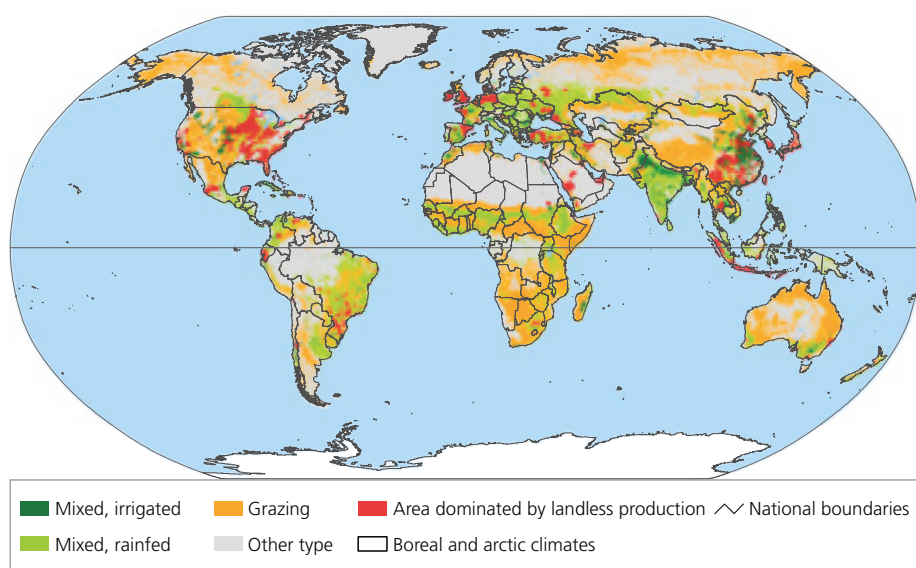 Mixed, irrigated Grazing Area dominated by landless production National boundaries
Mixed, rainfed Other type Boreal and arctic climates